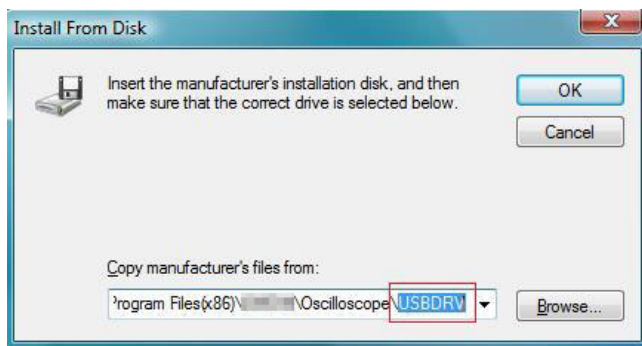 Install From Disk
Insert the manufacturer's installation disk, and then
make sure that the correct drive is selected below.
OK
Cancel
Copy manufacturer's files from:
rogram Files(x86)\ \Oscilloscope\USBDRV
Browse...